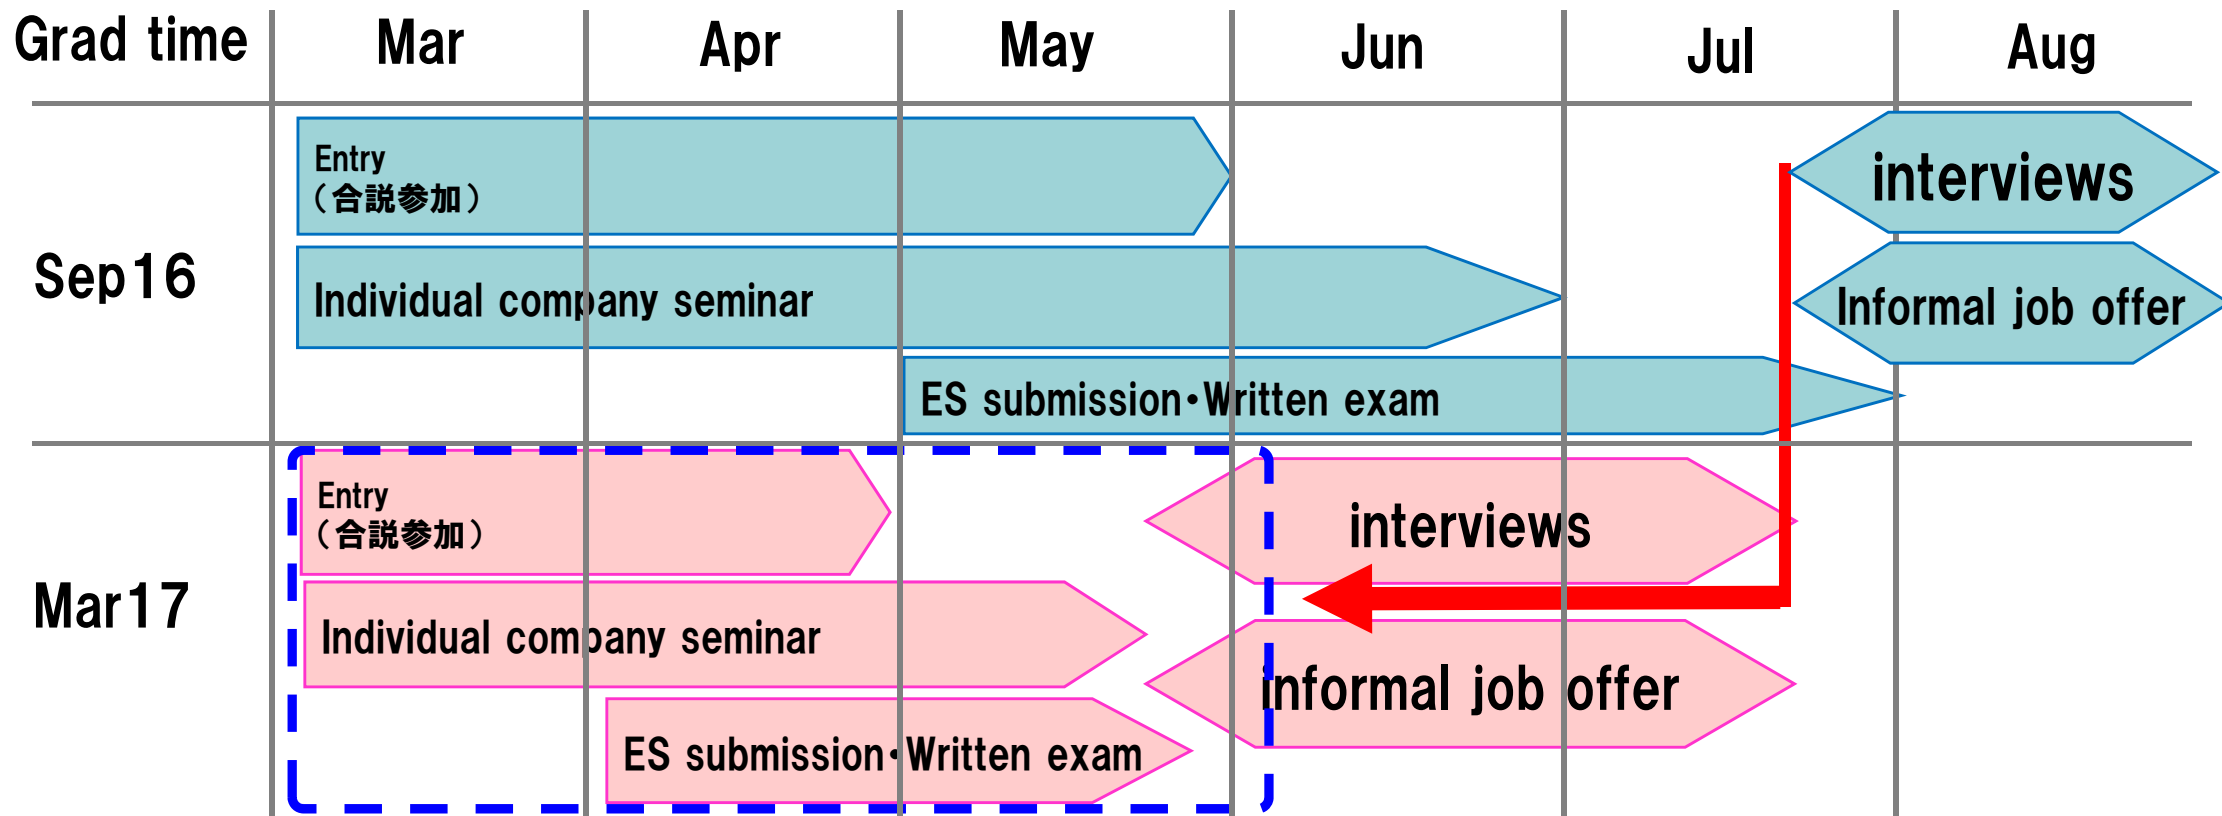 Grad time
Mar
Apr
May
Jun
Jul
Aug
Sep16
Entry
（合説参加）
interviews
Individual company seminar
Informal job offer
ES submission・Written exam
Mar17
Entry
（合説参加）
interviews
Individual company seminar
informal job offer
ES submission・Written exam